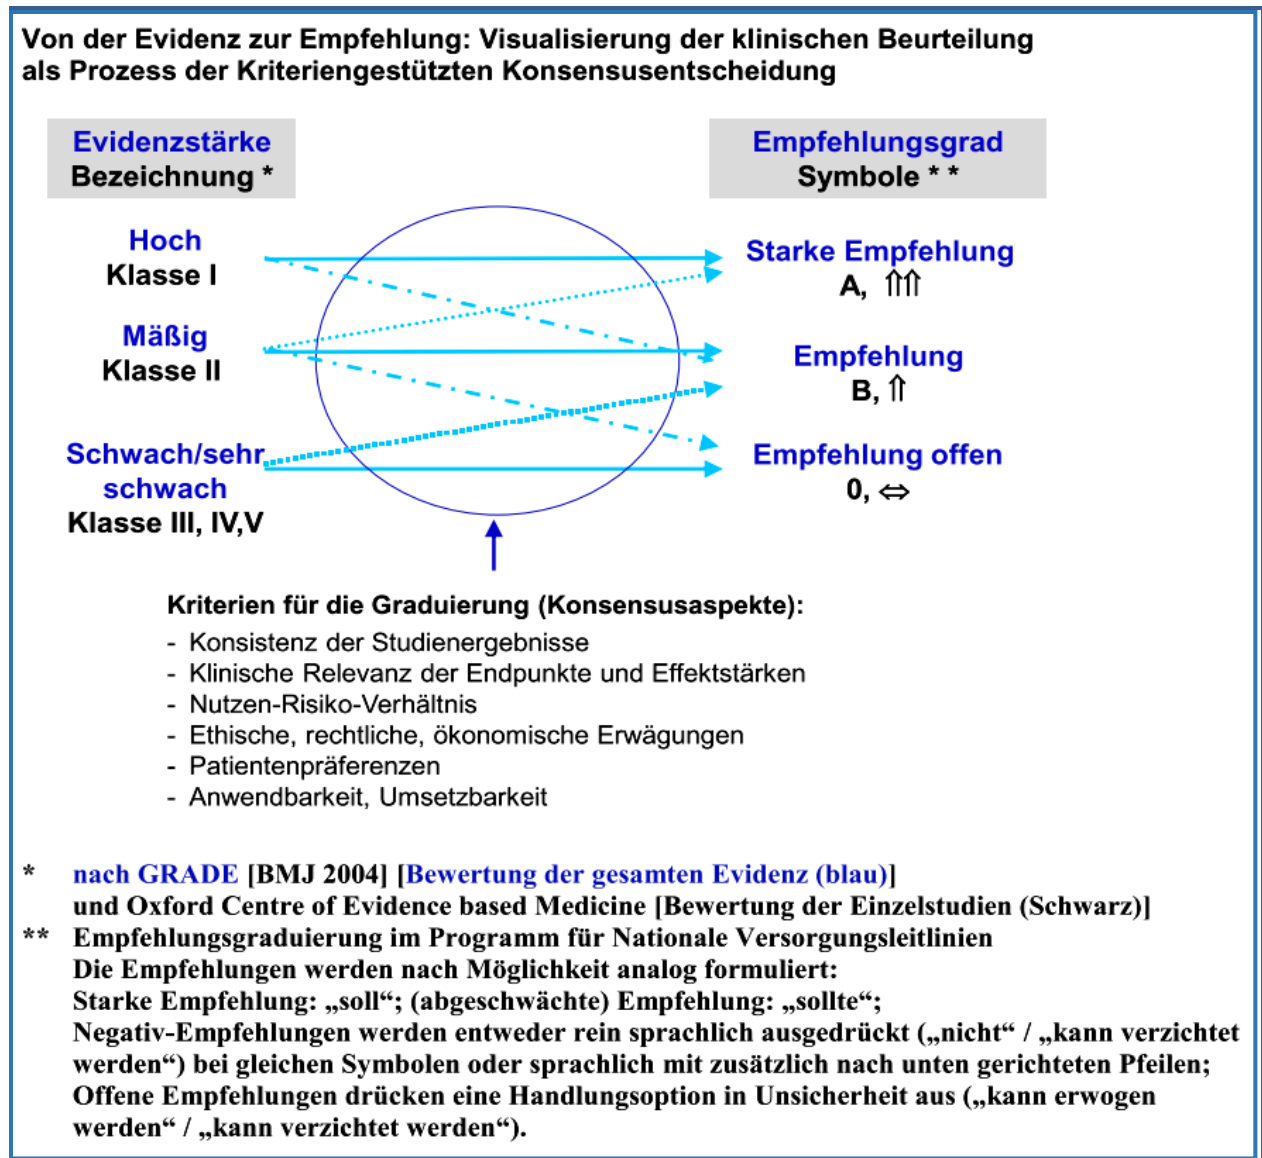 Von der Evidenz zur Empfehlung: Visualisierung der klinischen Beurteilung
als Prozess der Kriteriengestützten Konsensusentscheidung
Evidenzstärke
Bezeichnung *
Empfehlungsgrad
Symbole * *
Hoch
Klasse I
Starke Empfehlung
A, ⇑⇑
Mäßig
Klasse II
Empfehlung
B, ⇑
Schwach/sehr
schwach
Klasse III, IV,V
Empfehlung offen
0, ⇔
Kriterien für die Graduierung (Konsensusaspekte):
- Konsistenz der Studienergebnisse
- Klinische Relevanz der Endpunkte und Effektstärken
- Nutzen-Risiko-Verhältnis
- Ethische, rechtliche, ökonomische Erwägungen
- Patientenpräferenzen
- Anwendbarkeit, Umsetzbarkeit
* nach GRADE [BMJ 2004] [Bewertung der gesamten Evidenz (blau)]
und Oxford Centre of Evidence based Medicine [Bewertung der Einzelstudien (Schwarz)]
** Empfehlungsgraduierung im Programm für Nationale Versorgungsleitlinien
Die Empfehlungen werden nach Möglichkeit analog formuliert:
Starke Empfehlung: „soll“; (abgeschwächte) Empfehlung: „sollte“;
Negativ-Empfehlungen werden entweder rein sprachlich ausgedrückt („nicht“ / „kann verzichtet
werden“) bei gleichen Symbolen oder sprachlich mit zusätzlich nach unten gerichteten Pfeilen;
Offene Empfehlungen drücken eine Handlungsoption in Unsicherheit aus („kann erwogen
werden“ / „kann verzichtet werden“).